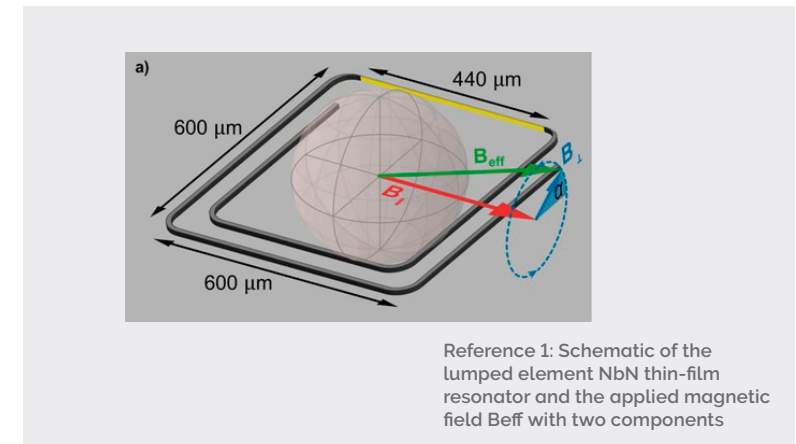 a)
440 µm
600 µm
Beff
B⊥
BI
α
600 µm
Reference 1: Schematic of the
lumped element NbN thin-film
resonator and the applied magnetic
field Beff with two components